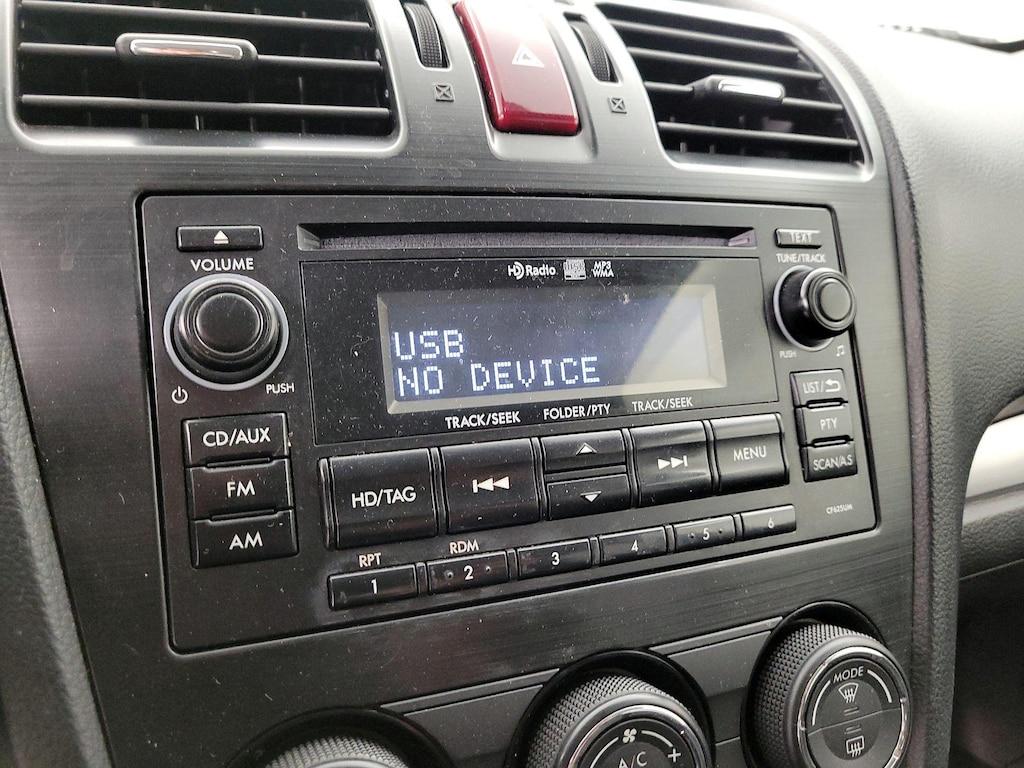 TEXT
VOLUME
TUNE/TRACK
HD Radio
MP3
WMA
USB
NO DEVICE
PUSH
PUSH
LIST/
TRACK/SEEK
FOLDER/PTY
TRACK/SEEK
CD/AUX
PTY
MENU
SCAN/A.S
FM
HD/TAG
CF625UM
AM
RPT
RDM
1
2
3
4
5
6
MODE
A/C
+